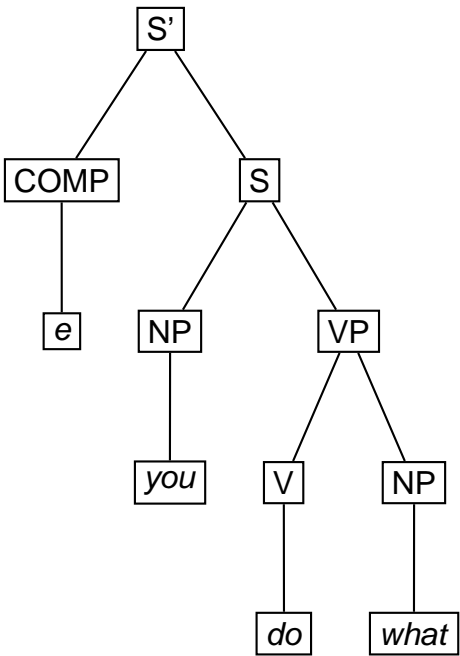 S’
COMP S
e NP VP
you V NP
do what